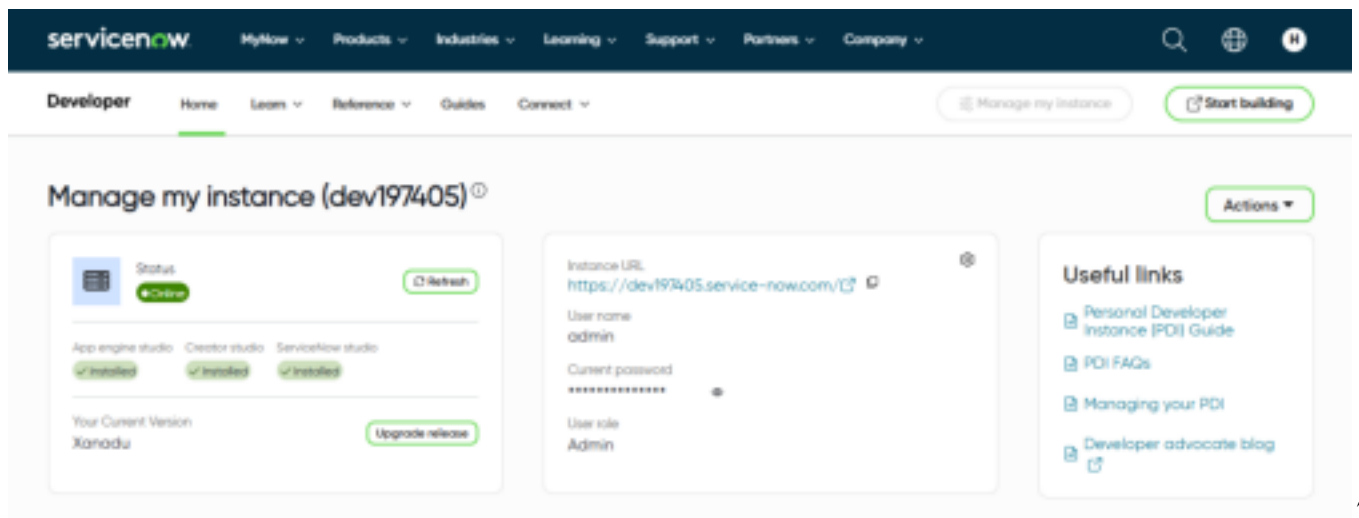 servicenow MyNow Products Industries Learning Support Partners Company H
Developer Home Learn Reference Guides Connect Manage my instance Start building
Manage my instance (dev197405)
Actions
Status
Online
Refresh
App engine studio Creator studio ServiceNow studio
Installed Installed Installed
Your Current Version
Xanadu
Upgrade release
Instance URL
https://dev197405.service-now.com/
User name
admin
Current password
**************
User role
Admin
Useful links
Personal Developer
Instance (PDI) Guide
PDI FAQs
Managing your PDI
Developer advocate blog